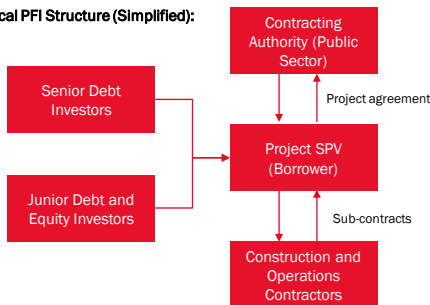 cal PFI Structure (Simplified):
Contracting
Authority (Public
Sector)
Senior Debt
Investors
Project agreement
Project SPV
(Borrower)
Junior Debt and
Equity Investors
Sub-contracts
Construction and
Operations
Contractors